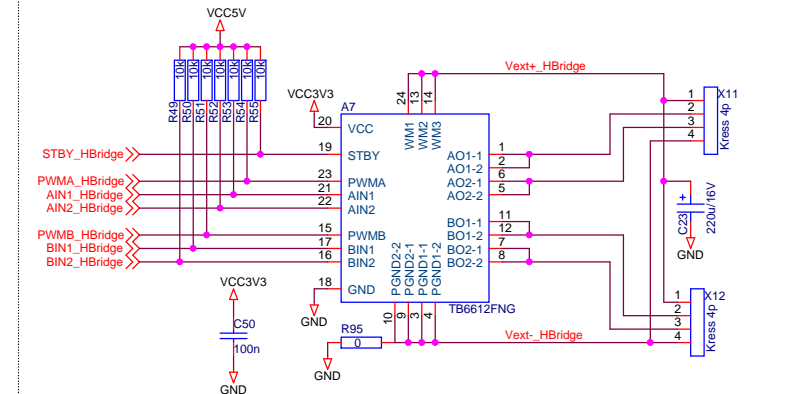 VCC5V
10k
10k
10k
10k
10k
10k
10k
R49
R50
R51
R52
R53
R54
R55
VCC3V3
A7
STBY_HBridge
PWMA_HBridge
AIN1_HBridge
AIN2_HBridge
PWMB_HBridge
BIN1_HBridge
BIN2_HBridge
20
VCC
19
STBY
23
PWMA
21
AIN1
22
AIN2
15
PWMB
17
BIN1
16
BIN2
18
GND
24
13
14
WM1
WM2
WM3
AO1-1
1
AO1-2
2
AO2-1
6
AO2-2
5
BO1-1
11
BO1-2
12
BO2-1
7
BO2-2
8
PGND2-2
PGND2-1
PGND1-1
PGND1-2
10
9
3
4
TB6612FNG
Vext+_HBridge
X11
1
2
3
4
Kress 4p
+
C23
220u/16V
GND
X12
1
2
3
4
Kress 4p
Vext-_HBridge
GND
R95
0
GND
VCC3V3
C50
100n
GND